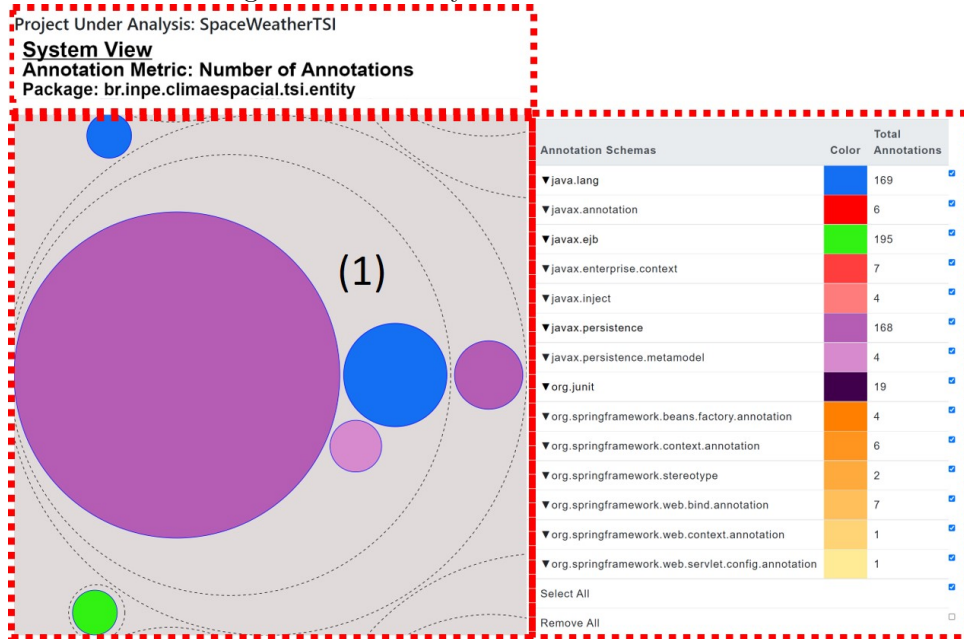 Project Under Analysis: SpaceWeatherTSI
System View
Annotation Metric: Number of Annotations
Package: br.inpe.climaespacial.tsi.entity
(1)
Annotation Schemas Color Total Annotations
▼java.lang 169
▼javax.annotation 6
▼javax.ejb 195
▼javax.enterprise.context 7
▼javax.inject 4
▼javax.persistence 168
▼javax.persistence.metamodel 4
▼org.junit 19
▼org.springframework.beans.factory.annotation 4
▼org.springframework.context.annotation 6
▼org.springframework.stereotype 2
▼org.springframework.web.bind.annotation 7
▼org.springframework.web.context.annotation 1
▼org.springframework.web.servlet.config.annotation 1
Select All
Remove All